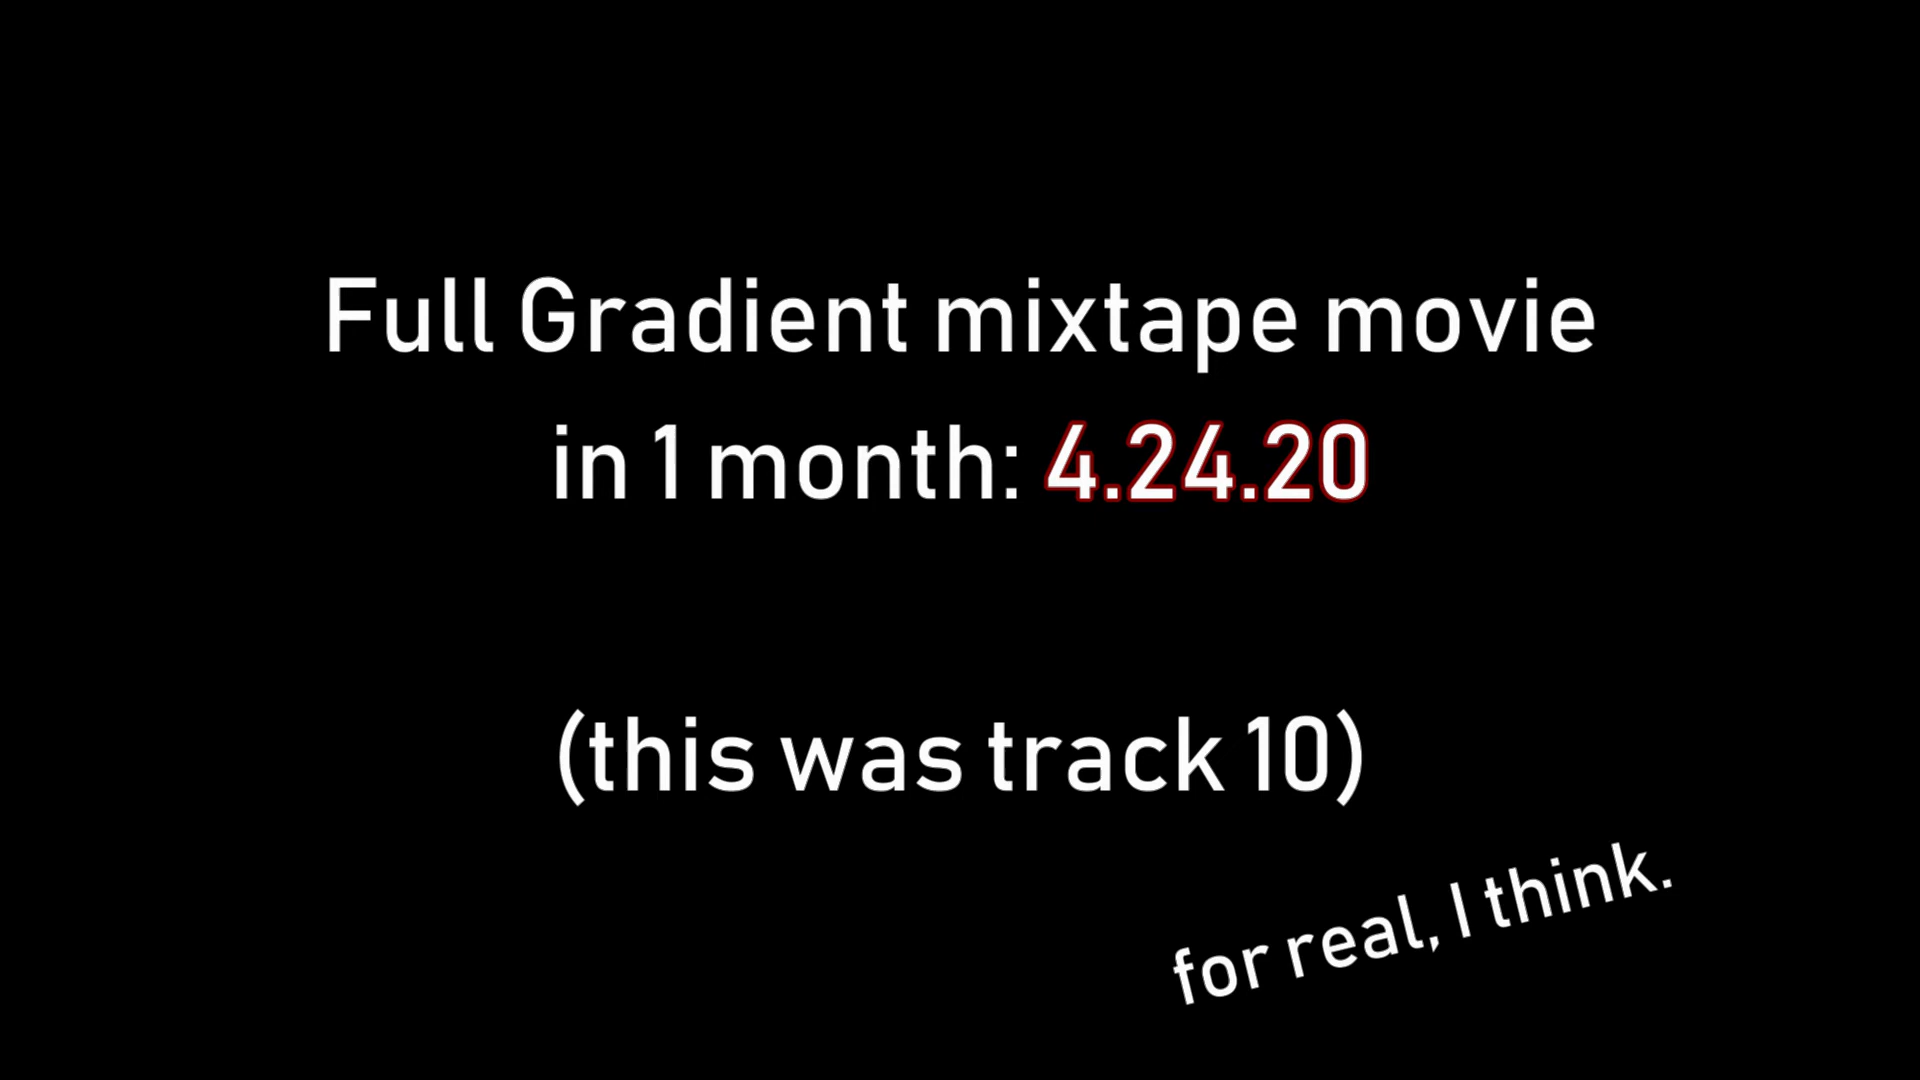 Full Gradient mixtape movie
in 1 month: 4.24.20
(this was track 10)
for real, I think.